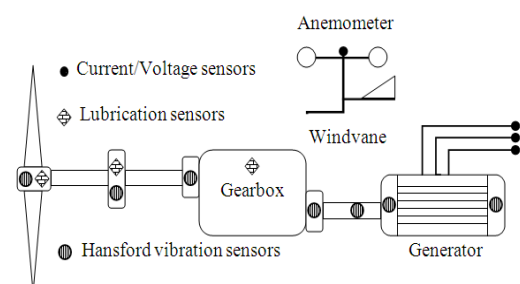 Anemometer
Current/Voltage sensors
Lubrication sensors
Windvane
Gearbox
Hansford vibration sensors
Generator